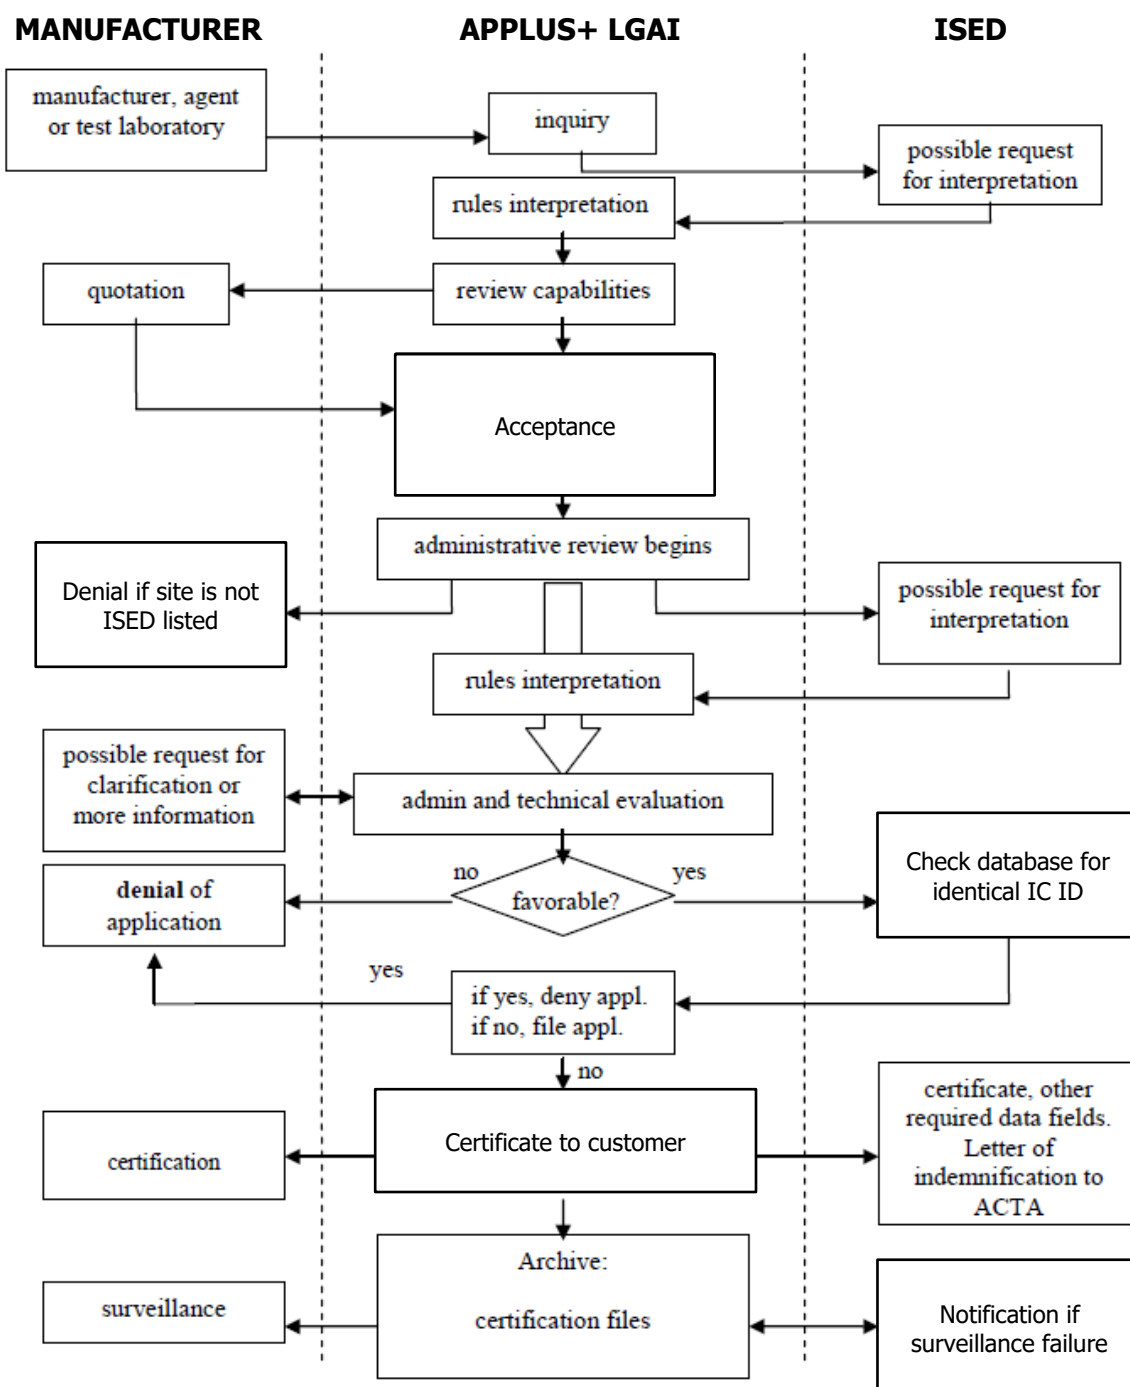 MANUFACTURER
APPLUS+ LGAI
ISED
manufacturer, agent
or test laboratory
inquiry
possible request
for interpretation
rules interpretation
quotation
review capabilities
Acceptance
administrative review begins
Denial if site is not
ISED listed
possible request for
interpretation
rules interpretation
possible request for
clarification or
more information
admin and technical evaluation
no
yes
favorable?
Check database for
identical IC ID
denial of
application
yes
if yes, deny appl.
if no, file appl.
no
certification
Certificate to customer
certificate, other
required data fields.
Letter of
indemnification to
ACTA
surveillance
Archive:
certification files
Notification if
surveillance failure